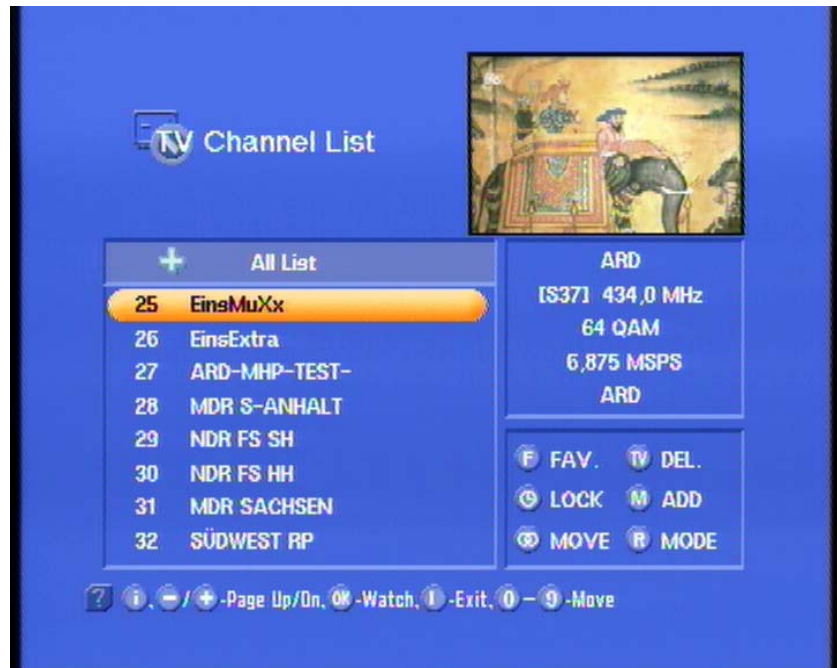 TV Channel List
All List
25 EinsMuXx
26 EinsExtra
27 ARD-MHP-TEST-
28 MDR S-ANHALT
29 NDR FS SH
30 NDR FS HH
31 MDR SACHSEN
32 SÜDWEST RP
ARD
[S37] 434,0 MHz
64 QAM
6,875 MSPS
ARD
F FAV. TV DEL.
LOCK M ADD
MOVE R MODE
? i, -/+ -Page Up/Dn, OK -Watch, I -Exit, 0 - 9 -Move